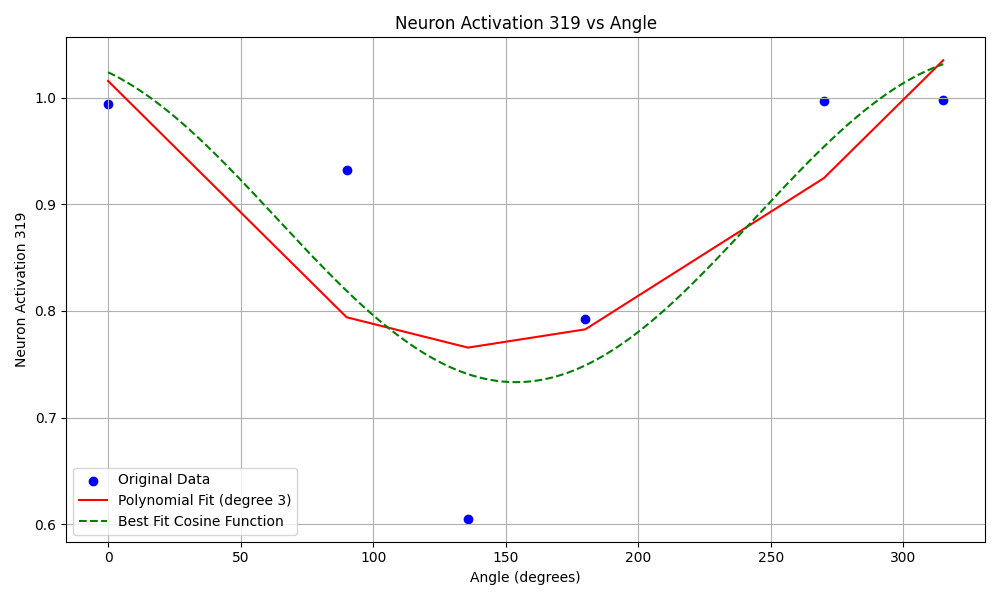 Neuron Activation 319 vs Angle
Neuron Activation 319
1.0
0.9
0.8
0.7
0.6
Original Data
Polynomial Fit (degree 3)
Best Fit Cosine Function
0 50 100 150 200 250 300
Angle (degrees)